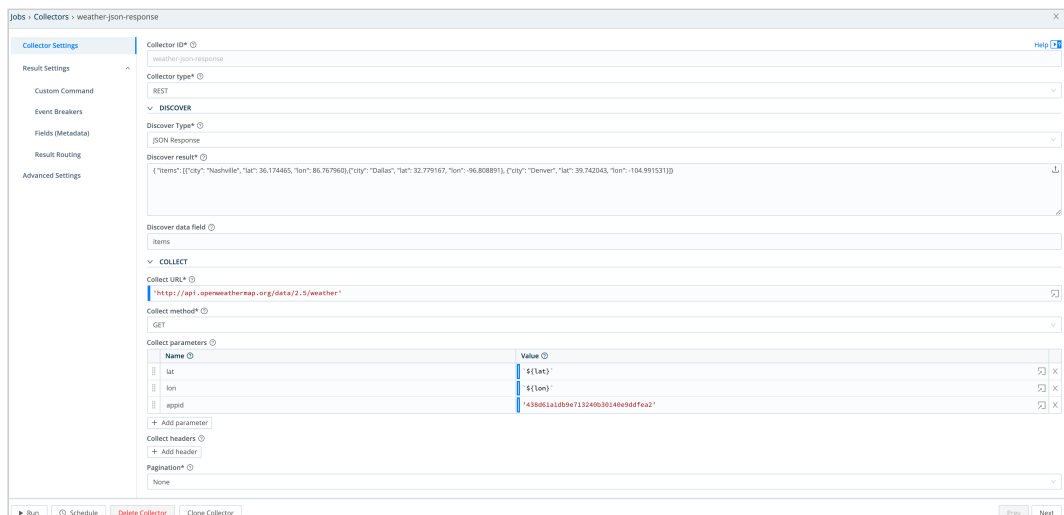 Jobs › Collectors › weather-json-response X
Collector Settings
Result Settings
Custom Command
Event Breakers
Fields (Metadata)
Result Routing
Advanced Settings
Collector ID* Help
weather-json-response
Collector type*
REST
DISCOVER
Discover Type*
JSON Response
Discover result*
{ "items": [{"city": "Nashville", "lat": 36.174465, "lon": 86.767960},{"city": "Dallas", "lat": 32.779167, "lon": -96.808891}, {"city": "Denver", "lat": 39.742043, "lon": -104.991531}]}
Discover data field
items
COLLECT
Collect URL*
'http://api.openweathermap.org/data/2.5/weather'
Collect method*
GET
Collect parameters
Name Value
lat `${lat}` X
lon `${lon}` X
appid '438d61a1db9e713240b30140e9ddfea2' X
+ Add parameter
Collect headers
+ Add header
Pagination*
None
Run Schedule Delete Collector Clone Collector Prev Next